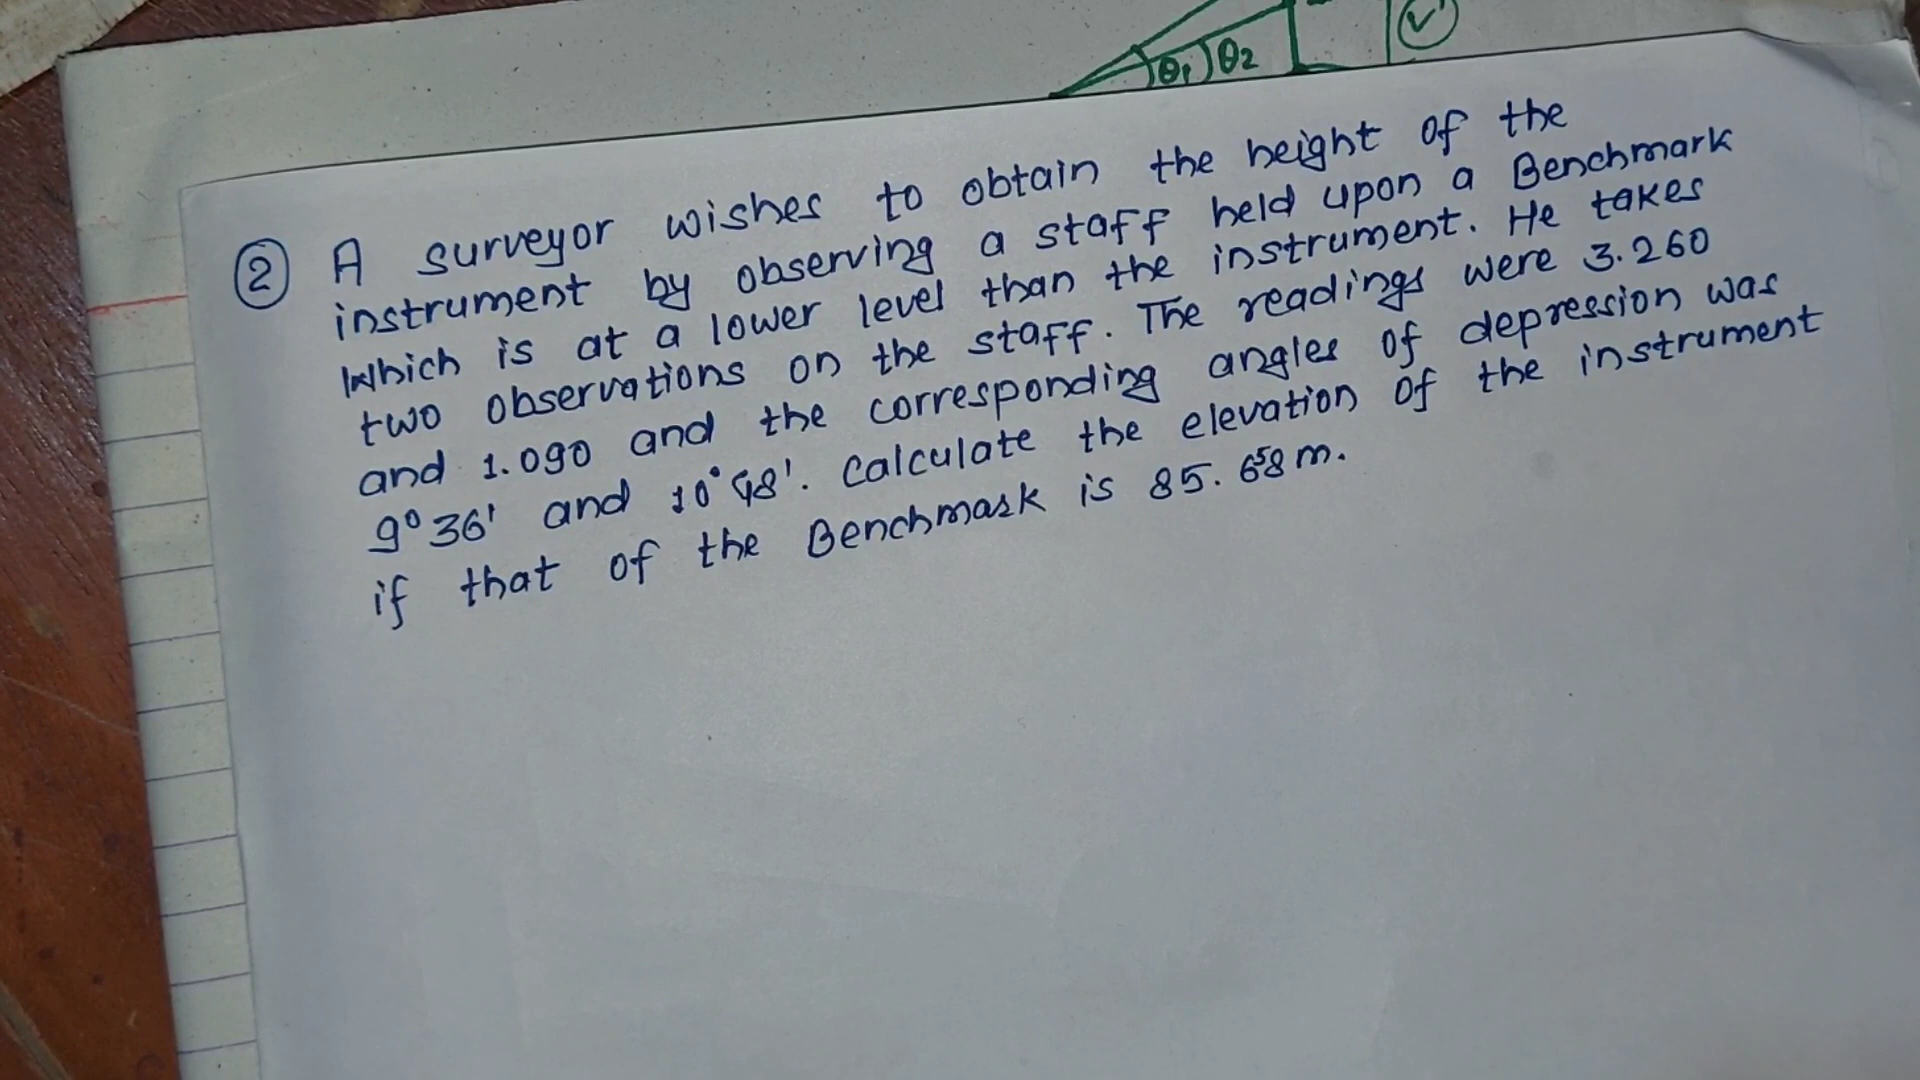 θ1 θ2
② A surveyor wishes to obtain the height of the
instrument by observing a staff held upon a Benchmark
which is at a lower level than the instrument. He takes
two observations on the staff. The readings were 3.260
and 1.090 and the corresponding angles of depression was
9°36' and 10°48'. Calculate the elevation of the instrument
if that of the Benchmark is 85.658m.